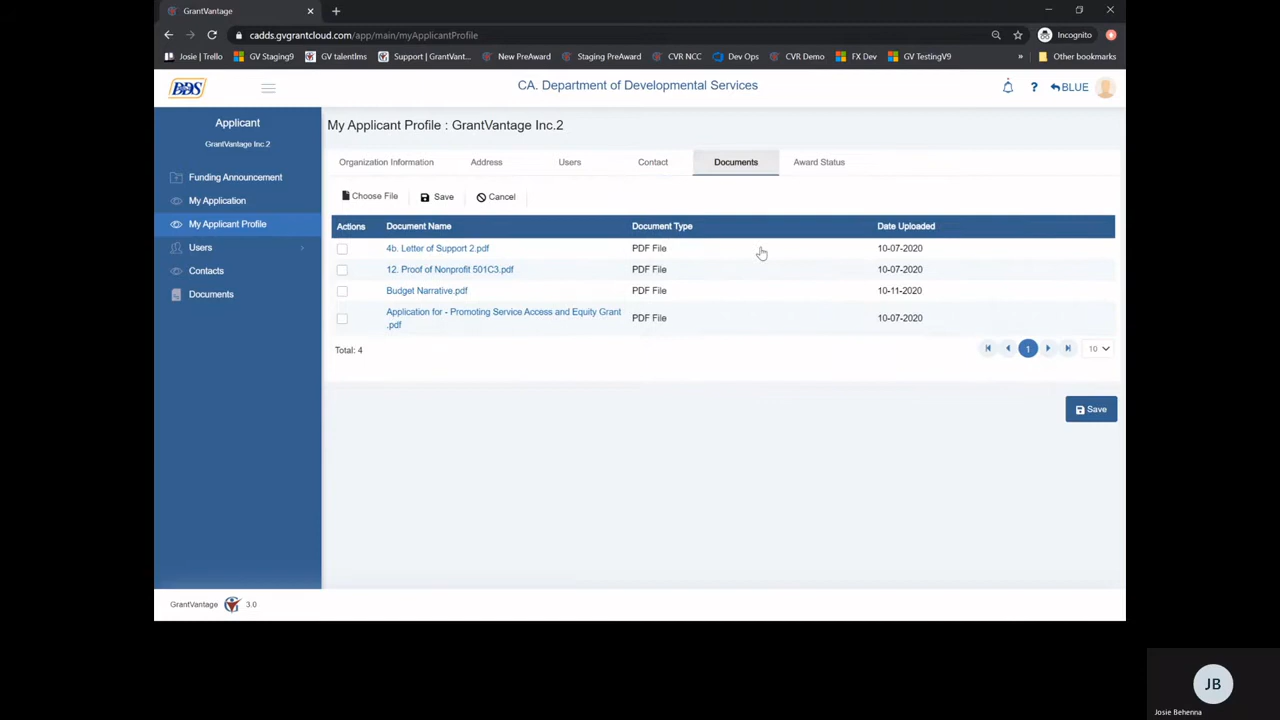 GrantVantage
cadds.gvgrantcloud.com/app/main/myApplicantProfile
Incognito
Josie | Trello
GV Staging9
GV talentlms
Support | GrantVant...
New PreAward
Staging PreAward
CVR NCC
Dev Ops
CVR Demo
FX Dev
GV TestingV9
»
Other bookmarks
DDS
CA. Department of Developmental Services
?
BLUE
Applicant
GrantVantage Inc.2
Funding Announcement
My Application
My Applicant Profile
Users
Contacts
Documents
My Applicant Profile : GrantVantage Inc.2
Organization Information Address Users Contact Documents Award Status
Choose File Save Cancel
Actions Document Name Document Type Date Uploaded
4b. Letter of Support 2.pdf PDF File 10-07-2020
12. Proof of Nonprofit 501C3.pdf PDF File 10-07-2020
Budget Narrative.pdf PDF File 10-11-2020
Application for - Promoting Service Access and Equity Grant
.pdf PDF File 10-07-2020
Total: 4
1
10
Save
GrantVantage 3.0
JB
Josie Behenna